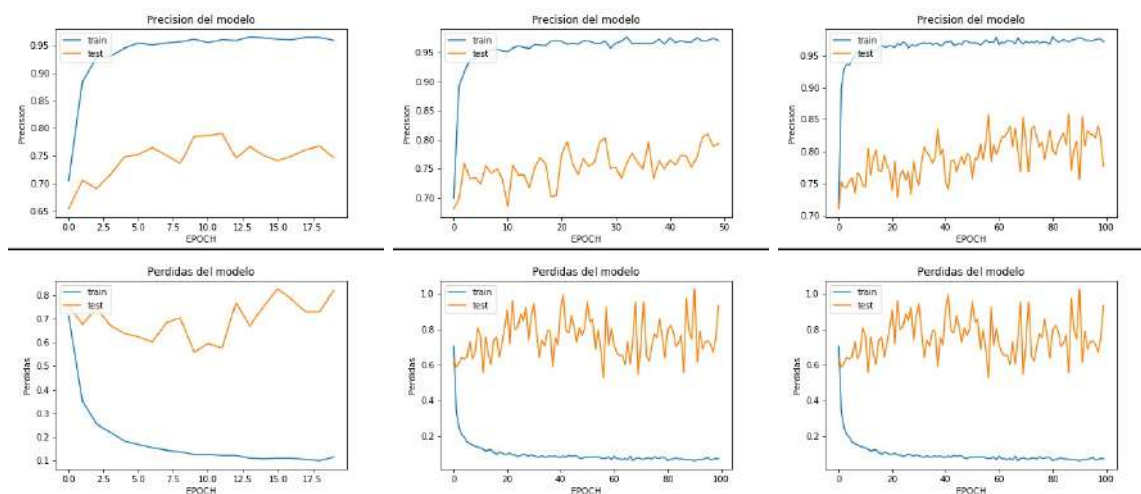 Precision del modelo
train
test
Precision
0.95
0.90
0.85
0.80
0.75
0.70
0.65
0.0 2.5 5.0 7.5 10.0 12.5 15.0 17.5
EPOCH
Precision del modelo
train
test
Precision
0.95
0.90
0.85
0.80
0.75
0.70
0 10 20 30 40 50
EPOCH
Precision del modelo
train
test
Precision
0.95
0.90
0.85
0.80
0.75
0.70
0 20 40 60 80 100
EPOCH
Perdidas del modelo
train
test
Perdidas
0.8
0.7
0.6
0.5
0.4
0.3
0.2
0.1
0.0 2.5 5.0 7.5 10.0 12.5 15.0 17.5
EPOCH
Perdidas del modelo
train
test
Perdidas
1.0
0.8
0.6
0.4
0.2
0 20 40 60 80 100
EPOCH
Perdidas del modelo
train
test
Perdidas
1.0
0.8
0.6
0.4
0.2
0 20 40 60 80 100
EPOCH